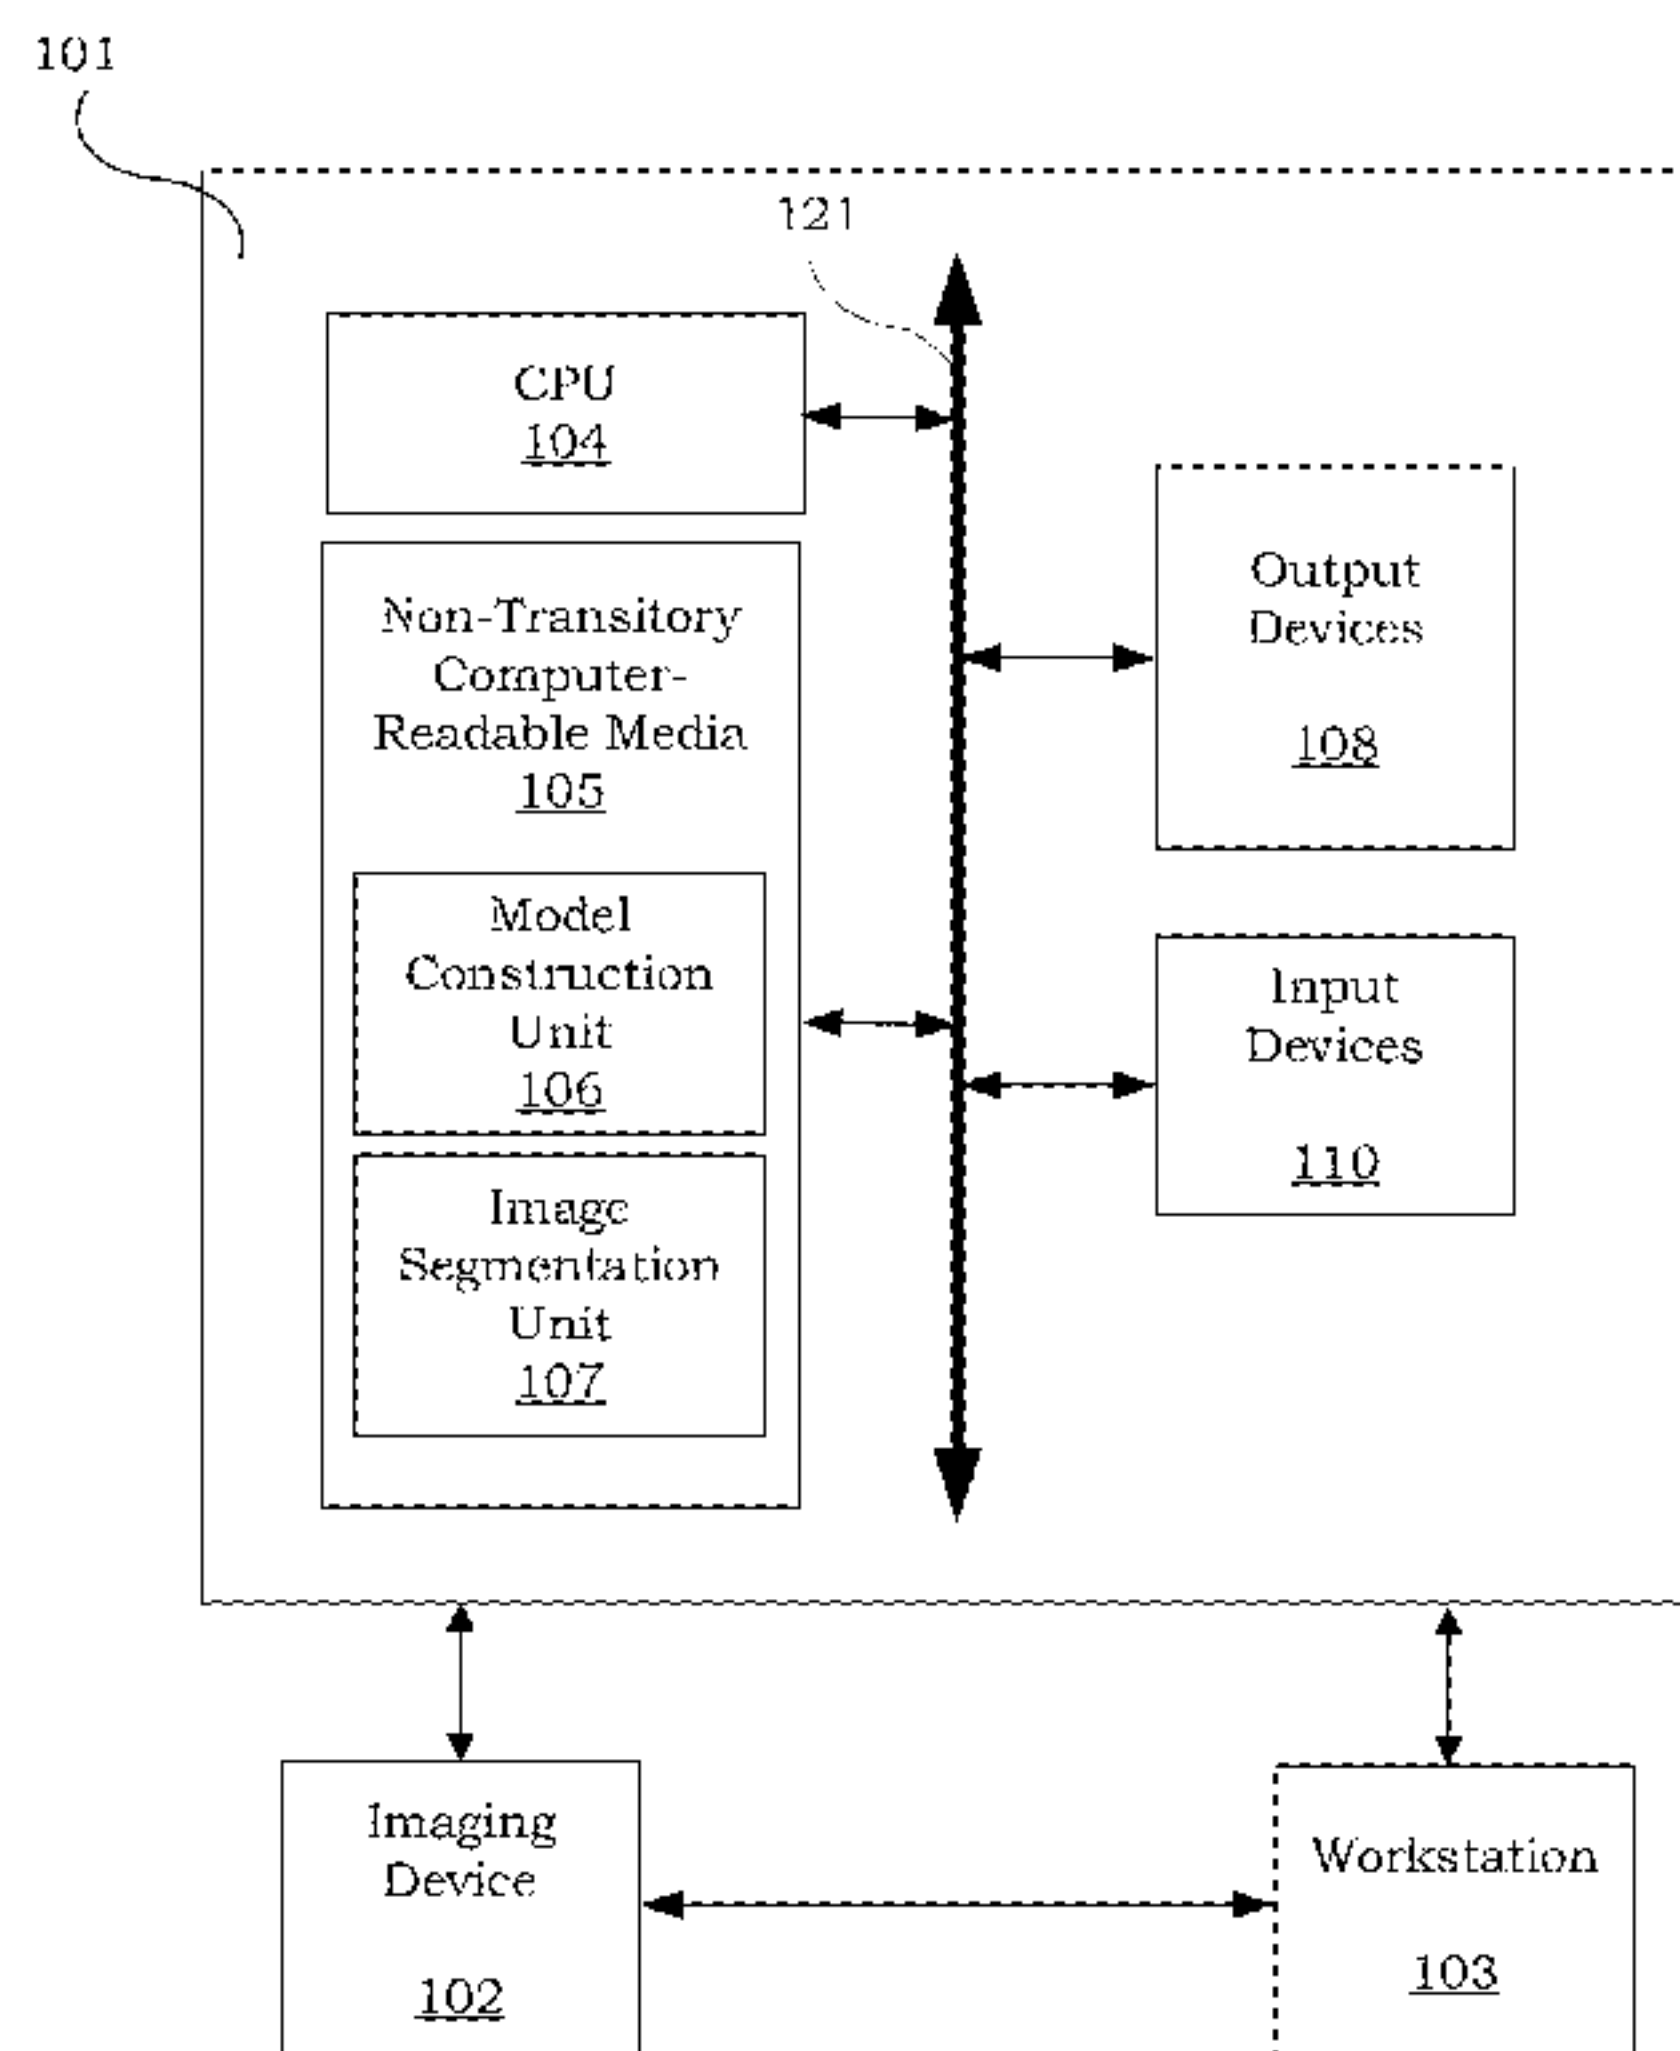 101
121
CPU
104
Non-Transitory
Computer-
Readable Media
105
Model
Construction
Unit
106
Image
Segmentation
Unit
107
Output
Devices
108
Input
Devices
110
Imaging
Device
102
Workstation
103